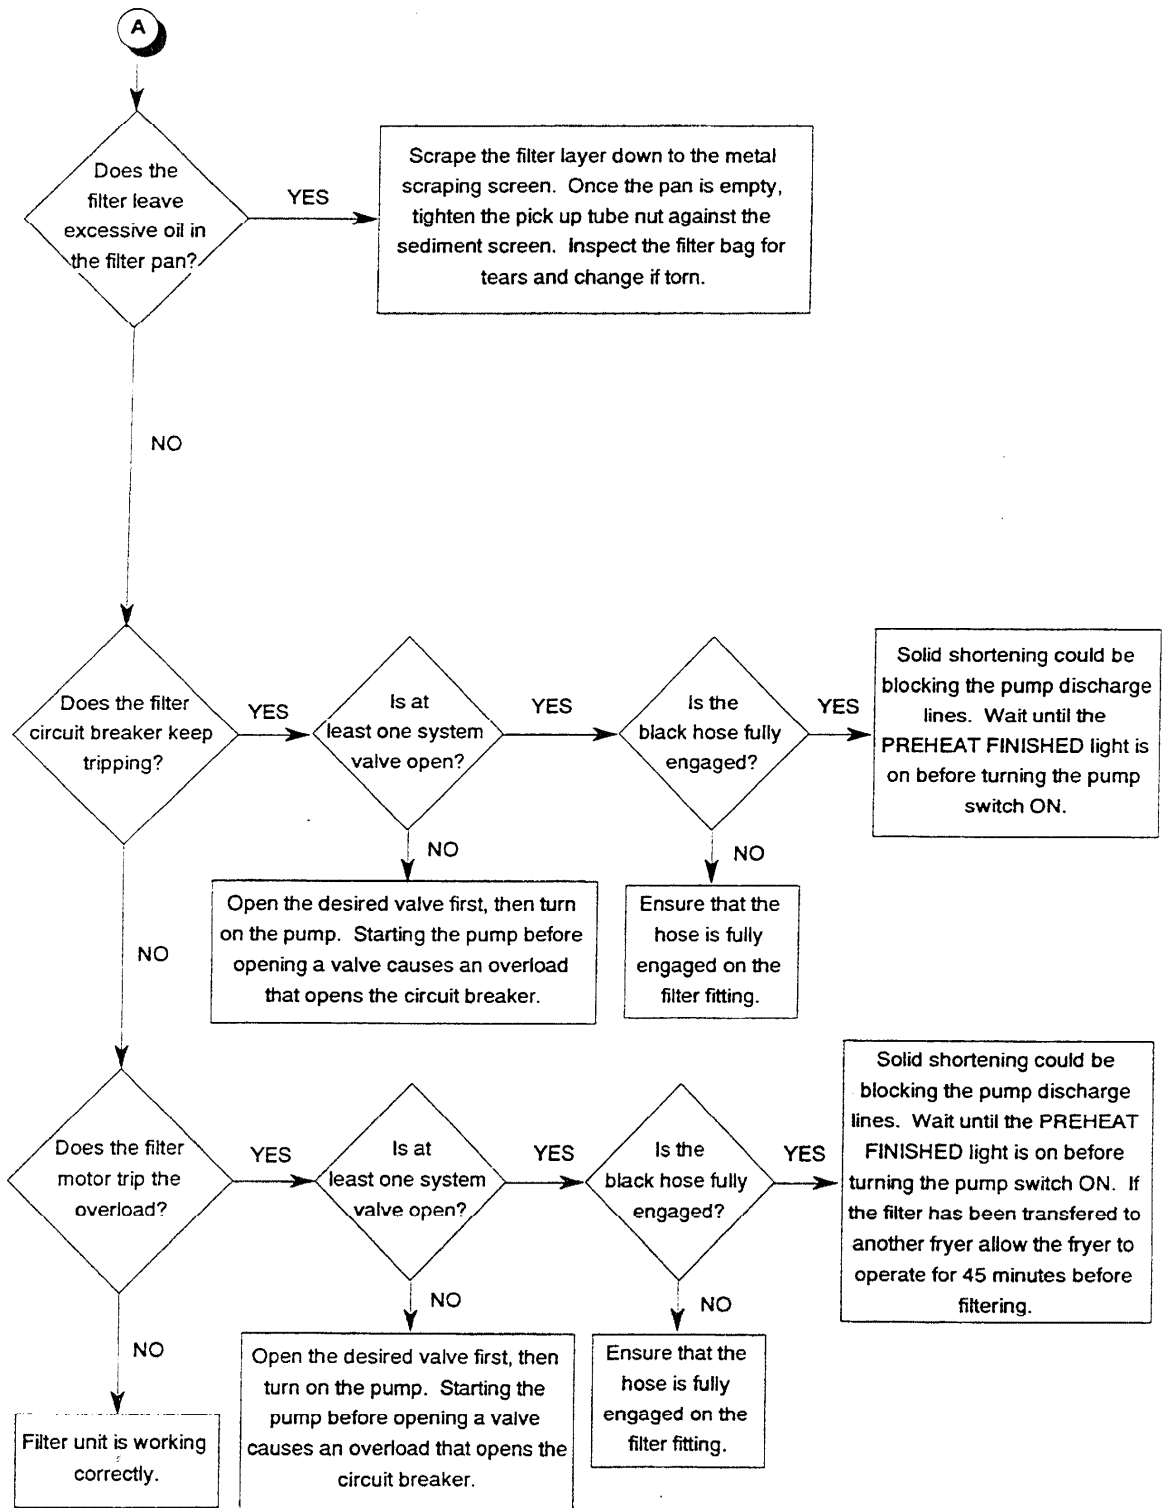 A
Does the
filter leave
excessive oil in
the filter pan?
YES
Scrape the filter layer down to the metal
scraping screen. Once the pan is empty,
tighten the pick up tube nut against the
sediment screen. Inspect the filter bag for
tears and change if torn.
NO
Does the filter
circuit breaker keep
tripping?
YES
Is at
least one system
valve open?
YES
Is the
black hose fully
engaged?
YES
Solid shortening could be
blocking the pump discharge
lines. Wait until the
PREHEAT FINISHED light is
on before turning the pump
switch ON.
NO
Open the desired valve first, then turn
on the pump. Starting the pump before
opening a valve causes an overload
that opens the circuit breaker.
NO
Ensure that the
hose is fully
engaged on the
filter fitting.
NO
Does the filter
motor trip the
overload?
YES
Is at
least one system
valve open?
YES
Is the
black hose fully
engaged?
YES
Solid shortening could be
blocking the pump discharge
lines. Wait until the PREHEAT
FINISHED light is on before
turning the pump switch ON. If
the filter has been transfered to
another fryer allow the fryer to
operate for 45 minutes before
filtering.
NO
Open the desired valve first, then
turn on the pump. Starting the
pump before opening a valve
causes an overload that opens the
circuit breaker.
NO
Ensure that the
hose is fully
engaged on the
filter fitting.
NO
Filter unit is working
correctly.